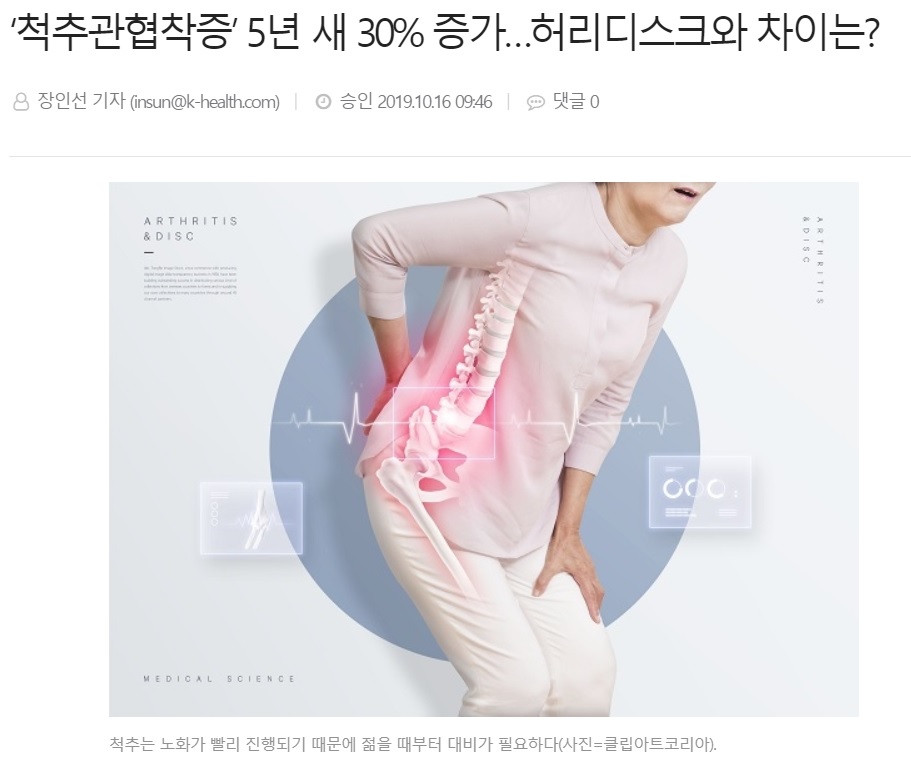 ‘척추관협착증’ 5년 새 30% 증가…허리디스크와 차이는?
장인선 기자 (insun@k-health.com) | 승인 2019.10.16 09:46 | 댓글 0
ARTHRITIS
&DISC
ARTHRITIS
&DISC
MEDICAL SCIENCE
척추는 노화가 빨리 진행되기 때문에 젊을 때부터 대비가 필요하다(사진=클립아트코리아).